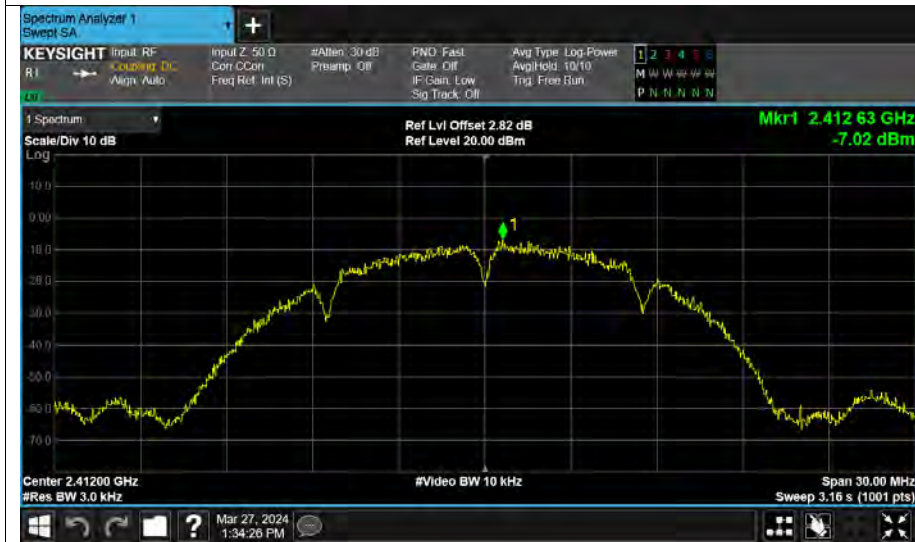 Spectrum Analyzer 1
Swept SA
+
KEYSIGHT Input: RF Input Z: 50 Ω #Atten: 30 dB PNO: Fast Avg Type: Log-Power 1 2 3 4 5 6
RL Coupling: DC Corr CCorr Preamp: Off Gate: Off Avg|Hold: 10/10 M W W W W W
Align: Auto Freq Ref: Int (S) IF Gain: Low Trig: Free Run
Sig Track: Off P N N N N N
1 Spectrum Ref Lvl Offset 2.82 dB Mkr1 2.412 63 GHz
Scale/Div 10 dB Ref Level 20.00 dBm -7.02 dBm
Log
10.0
0.00
1
-10.0
-20.0
-30.0
-40.0
-50.0
-60.0
-70.0
Center 2.41200 GHz #Video BW 10 kHz Span 30.00 MHz
#Res BW 3.0 kHz Sweep 3.16 s (1001 pts)
? Mar 27, 2024
1:34:26 PM